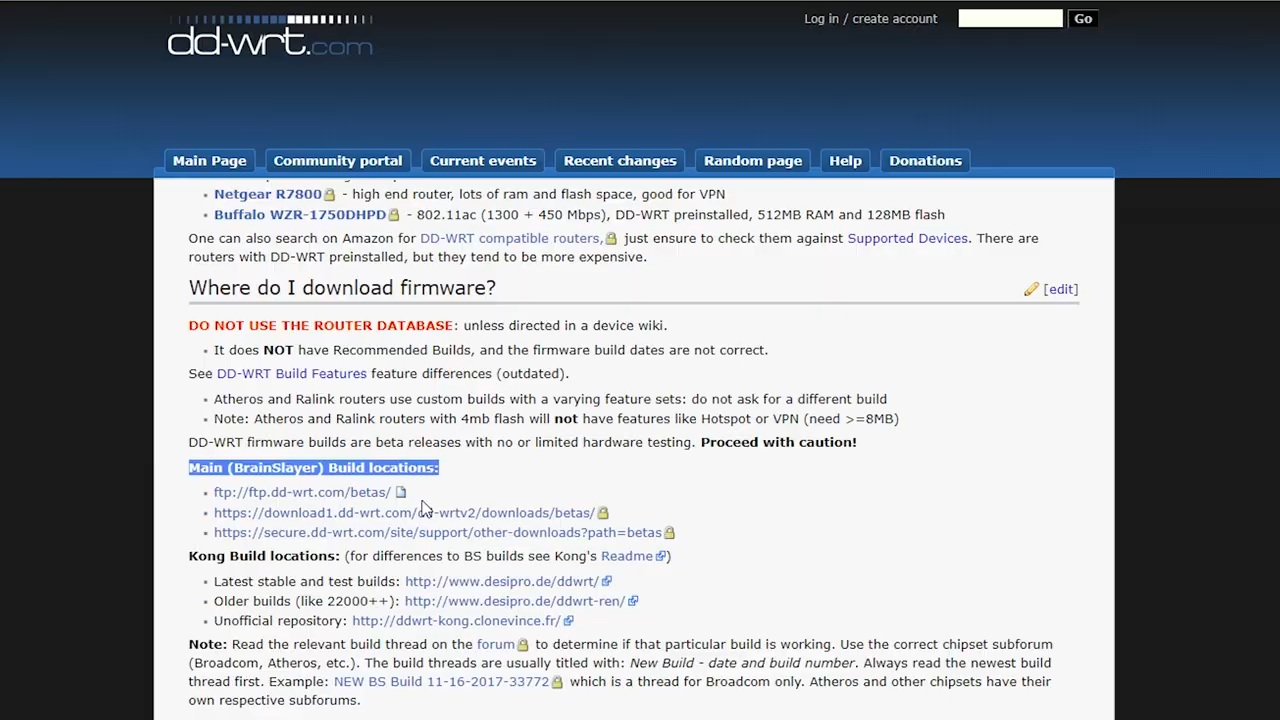 Log in / create account
Go
dd-wrt.com
Main Page
Community portal
Current events
Recent changes
Random page
Help
Donations
Netgear R7800 - high end router, lots of ram and flash space, good for VPN
Buffalo WZR-1750DHPD - 802.11ac (1300 + 450 Mbps), DD-WRT preinstalled, 512MB RAM and 128MB flash
One can also search on Amazon for DD-WRT compatible routers, just ensure to check them against Supported Devices. There are
routers with DD-WRT preinstalled, but they tend to be more expensive.
Where do I download firmware?
[edit]
DO NOT USE THE ROUTER DATABASE: unless directed in a device wiki.
It does NOT have Recommended Builds, and the firmware build dates are not correct.
See DD-WRT Build Features feature differences (outdated).
Atheros and Ralink routers use custom builds with a varying feature sets: do not ask for a different build
Note: Atheros and Ralink routers with 4mb flash will not have features like Hotspot or VPN (need >=8MB)
DD-WRT firmware builds are beta releases with no or limited hardware testing. Proceed with caution!
Main (BrainSlayer) Build locations:
ftp://ftp.dd-wrt.com/betas/
https://download1.dd-wrt.com/dd-wrtv2/downloads/betas/
https://secure.dd-wrt.com/site/support/other-downloads?path=betas
Kong Build locations: (for differences to BS builds see Kong's Readme)
Latest stable and test builds: http://www.desipro.de/ddwrt/
Older builds (like 22000++): http://www.desipro.de/ddwrt-ren/
Unofficial repository: http://ddwrt-kong.clonevince.fr/
Note: Read the relevant build thread on the forum to determine if that particular build is working. Use the correct chipset subforum
(Broadcom, Atheros, etc.). The build threads are usually titled with: New Build - date and build number. Always read the newest build
thread first. Example: NEW BS Build 11-16-2017-33772 which is a thread for Broadcom only. Atheros and other chipsets have their
own respective subforums.